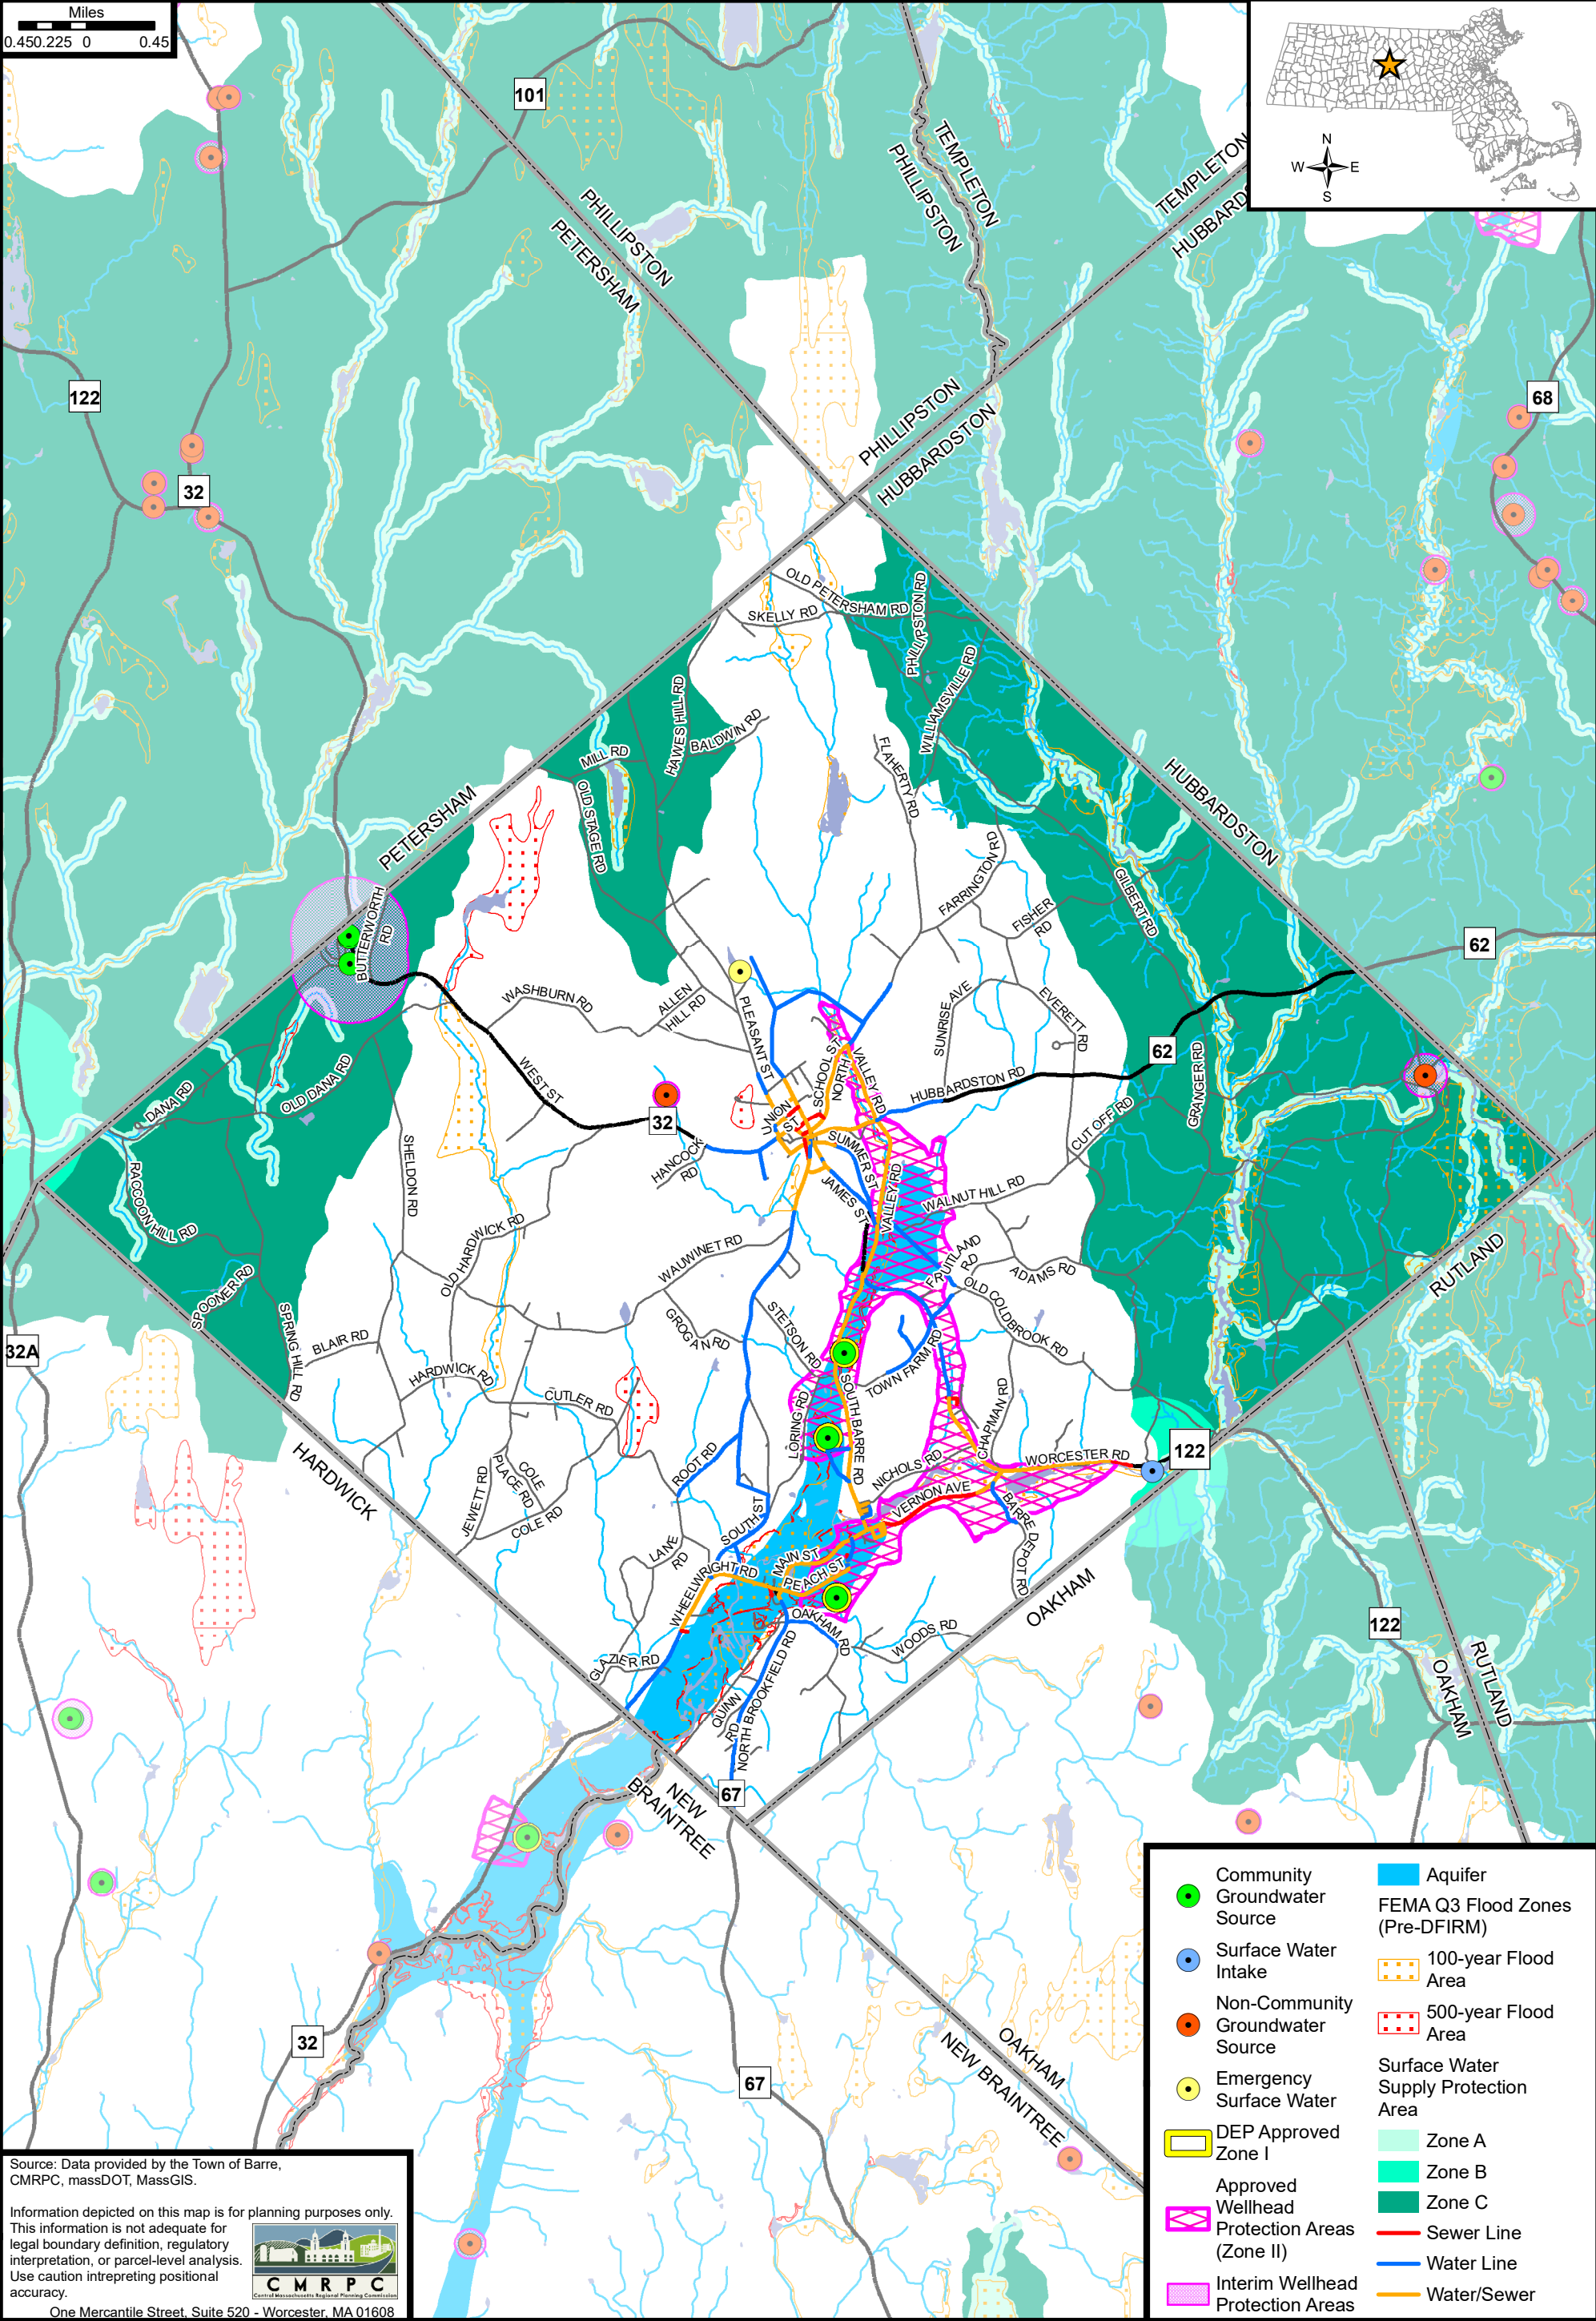 Miles
0.45 0.225 0 0.45
N
W E
S
101
122
32
68
62
62
32
32A
122
122
67
67
32
TEMPLETON
PHILLIPSTON
TEMPLETON
HUBBARDS
PHILLIPSTON
PETERSHAM
PHILLIPSTON
HUBBARDSTON
PETERSHAM
HUBBARDSTON
RUTLAND
OAKHAM
HARDWICK
NEW
BRAINTREE
RUTLAND
OAKHAM
OAKHAM
NEW BRAINTREE
OLD PETERSHAM RD
SKELLY RD
PHILLIPSTON RD
WILLIAMSVILLE RD
HAWES HILL RD
BALDWIN RD
MILL RD
OLD STAGE RD
FLAHERTY RD
FARRINGTON RD
FISHER
RD
GILBERT RD
BUTTERWORTH
RD
WASHBURN RD
ALLEN
HILL RD
PLEASANT ST
SCHOOL ST
NORTH
VALLEY RD
SUNRISE AVE
EVERETT
RD
HUBBARDSTON RD
GRANGER RD
CUT OFF RD
WEST ST
DANA RD
OLD DANA RD
UNION
ST
SUMMER ST
HANCOCK
RD
JAMES ST
VALLEY RD
WALNUT HILL RD
RACCOON HILL RD
SHELDON RD
OLD HARDWICK RD
WAUWINET RD
FRUITLAND
RD
ADAMS RD
OLD COLDBROOK RD
SPOONER RD
SPRING HILL RD
BLAIR RD
HARDWICK RD
CUTLER RD
GROGAN RD
STETSON RD
TOWN FARM RD
LORING RD
SOUTH BARRE RD
CHAPMAN RD
WORCESTER RD
NICHOLS RD
VERNON AVE
BARRE DEPOT RD
ROOT RD
COLE
PLACE RD
JEWETT RD
COLE RD
SOUTH ST
LANE
RD
WHEELWRIGHT RD
MAIN ST
PEACH ST
OAKHAM RD
WOODS RD
GLAZIER RD
QUINN
RD
NORTH BROOKFIELD RD
Community
Groundwater
Source
Surface Water
Intake
Non-Community
Groundwater
Source
Emergency
Surface Water
DEP Approved
Zone I
Approved
Wellhead
Protection Areas
(Zone II)
Interim Wellhead
Protection Areas
Aquifer
FEMA Q3 Flood Zones
(Pre-DFIRM)
100-year Flood
Area
500-year Flood
Area
Surface Water
Supply Protection
Area
Zone A
Zone B
Zone C
Sewer Line
Water Line
Water/Sewer
Source: Data provided by the Town of Barre,
CMRPC, massDOT, MassGIS.
Information depicted on this map is for planning purposes only.
This information is not adequate for
legal boundary definition, regulatory
interpretation, or parcel-level analysis.
Use caution intrepreting positional
accuracy.
C M R P C
Central Massachusetts Regional Planning Commission
One Mercantile Street, Suite 520 - Worcester, MA 01608